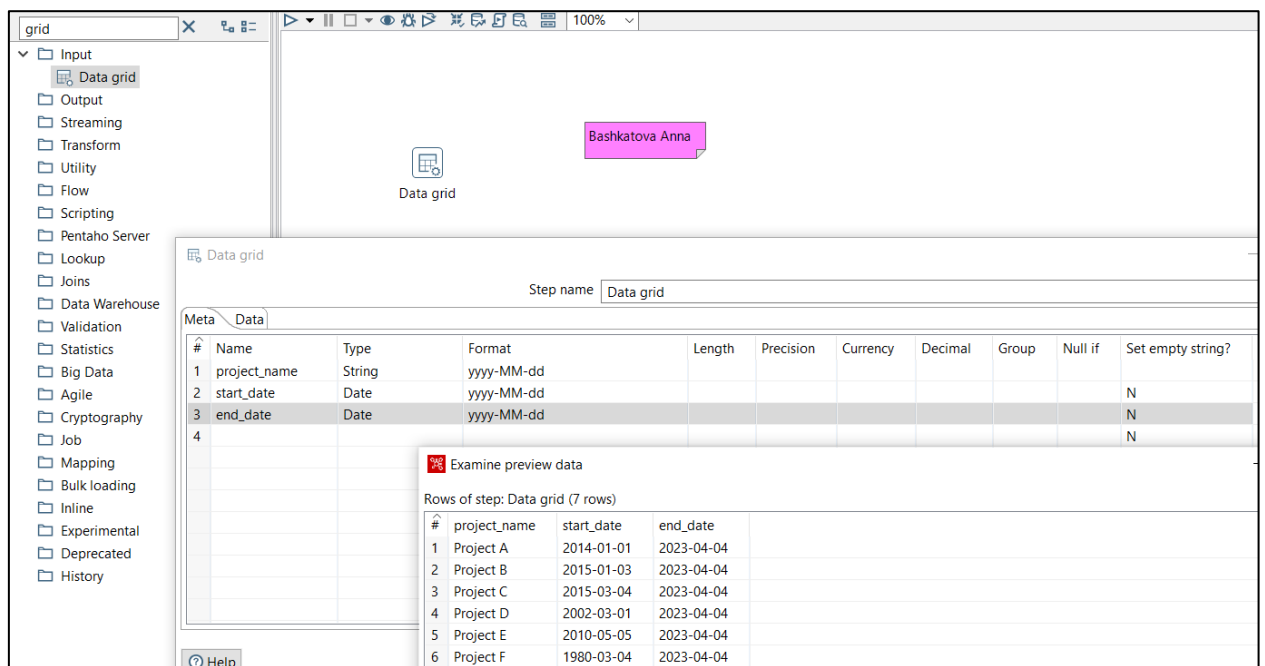 grid
100%
Input
Data grid
Output
Streaming
Transform
Utility
Flow
Scripting
Pentaho Server
Lookup
Joins
Data Warehouse
Validation
Statistics
Big Data
Agile
Cryptography
Job
Mapping
Bulk loading
Inline
Experimental
Deprecated
History
Bashkatova Anna
Data grid
Data grid
Step name Data grid
Meta Data
# Name Type Format Length Precision Currency Decimal Group Null if Set empty string?
1 project_name String yyyy-MM-dd
2 start_date Date yyyy-MM-dd N
3 end_date Date yyyy-MM-dd N
4 N
Help
Examine preview data
Rows of step: Data grid (7 rows)
# project_name start_date end_date
1 Project A 2014-01-01 2023-04-04
2 Project B 2015-01-03 2023-04-04
3 Project C 2015-03-04 2023-04-04
4 Project D 2002-03-01 2023-04-04
5 Project E 2010-05-05 2023-04-04
6 Project F 1980-03-04 2023-04-04